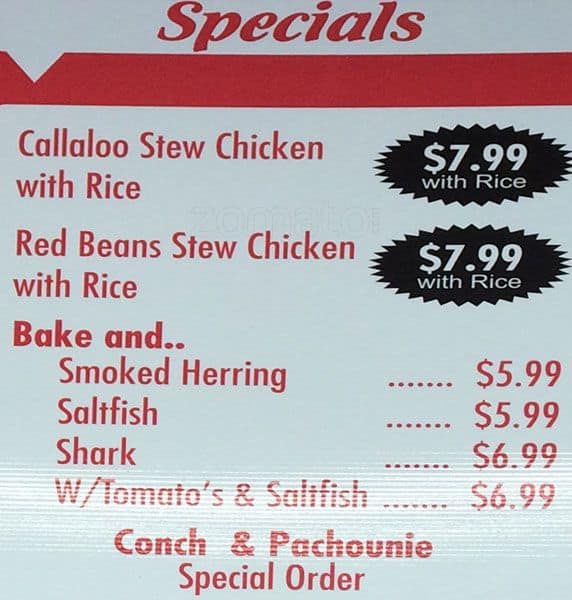 Specials
Callaloo Stew Chicken
with Rice
$7.99
with Rice
zomato
Red Beans Stew Chicken
with Rice
$7.99
with Rice
Bake and..
Smoked Herring ....... $5.99
Saltfish ....... $5.99
Shark ....... $6.99
W/Tomato's & Saltfish ....... $6.99
Conch & Pachounie
Special Order